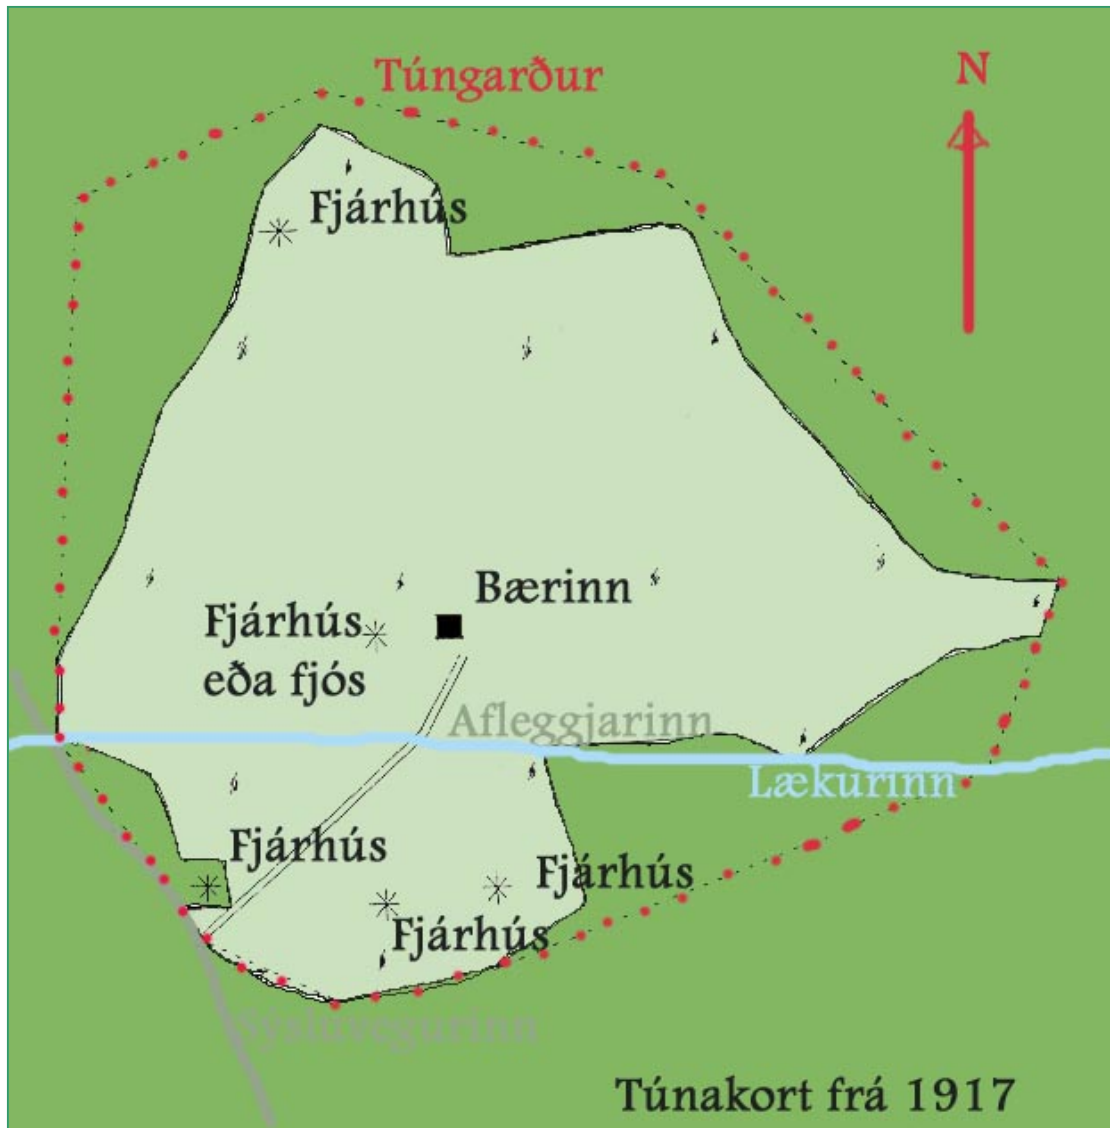 Túngarður
N
Fjárhús
Bærinn
Fjárhús
eða fjós
Afleggjarinn
Lækurinn
Fjárhús
Fjárhús
Fjárhús
Sýsluvegurinn
Túnakort frá 1917